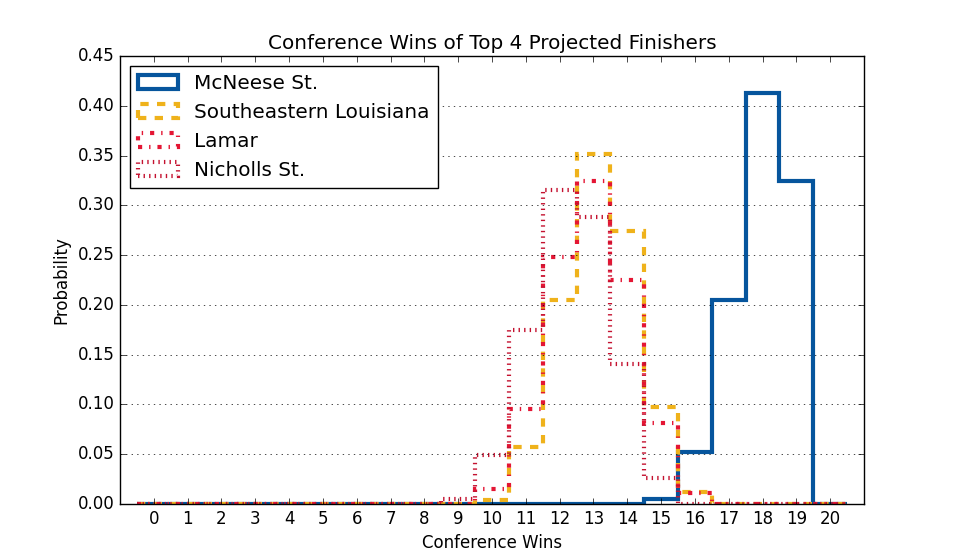 Conference Wins of Top 4 Projected Finishers
0.45
0.40
0.35
0.30
0.25
0.20
0.15
0.10
0.05
0.00
Probability
McNeese St.
Southeastern Louisiana
Lamar
Nicholls St.
0 1 2 3 4 5 6 7 8 9 10 11 12 13 14 15 16 17 18 19 20
Conference Wins